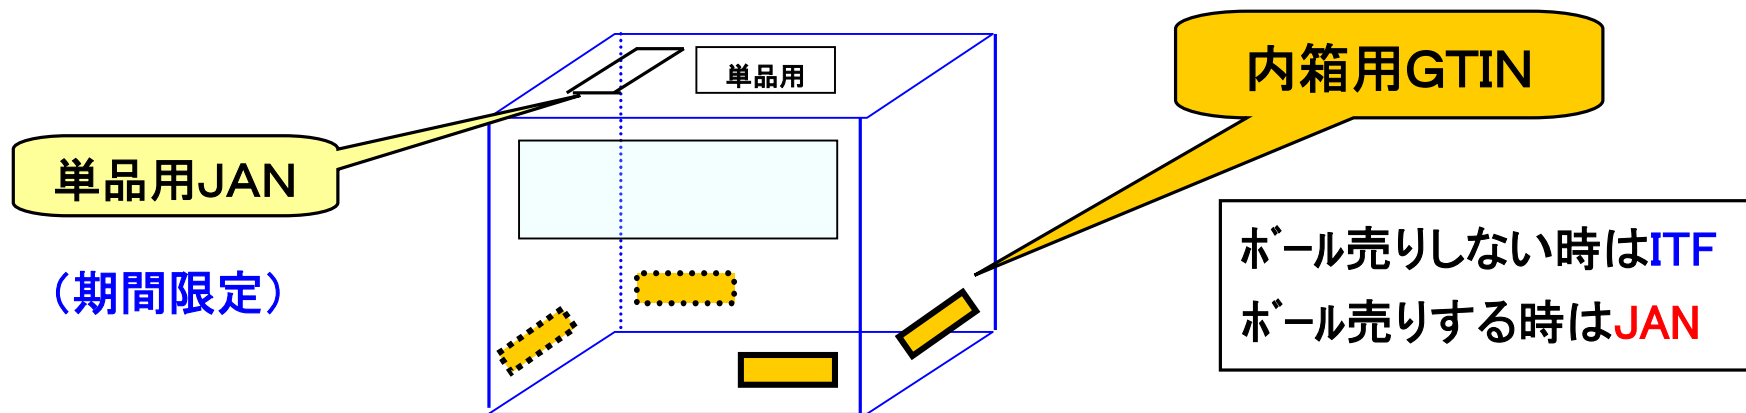 単品用
内箱用GTIN
単品用JAN
（期間限定）
ﾎﾞｰﾙ売りしない時はITF
ﾎﾞｰﾙ売りする時はJAN